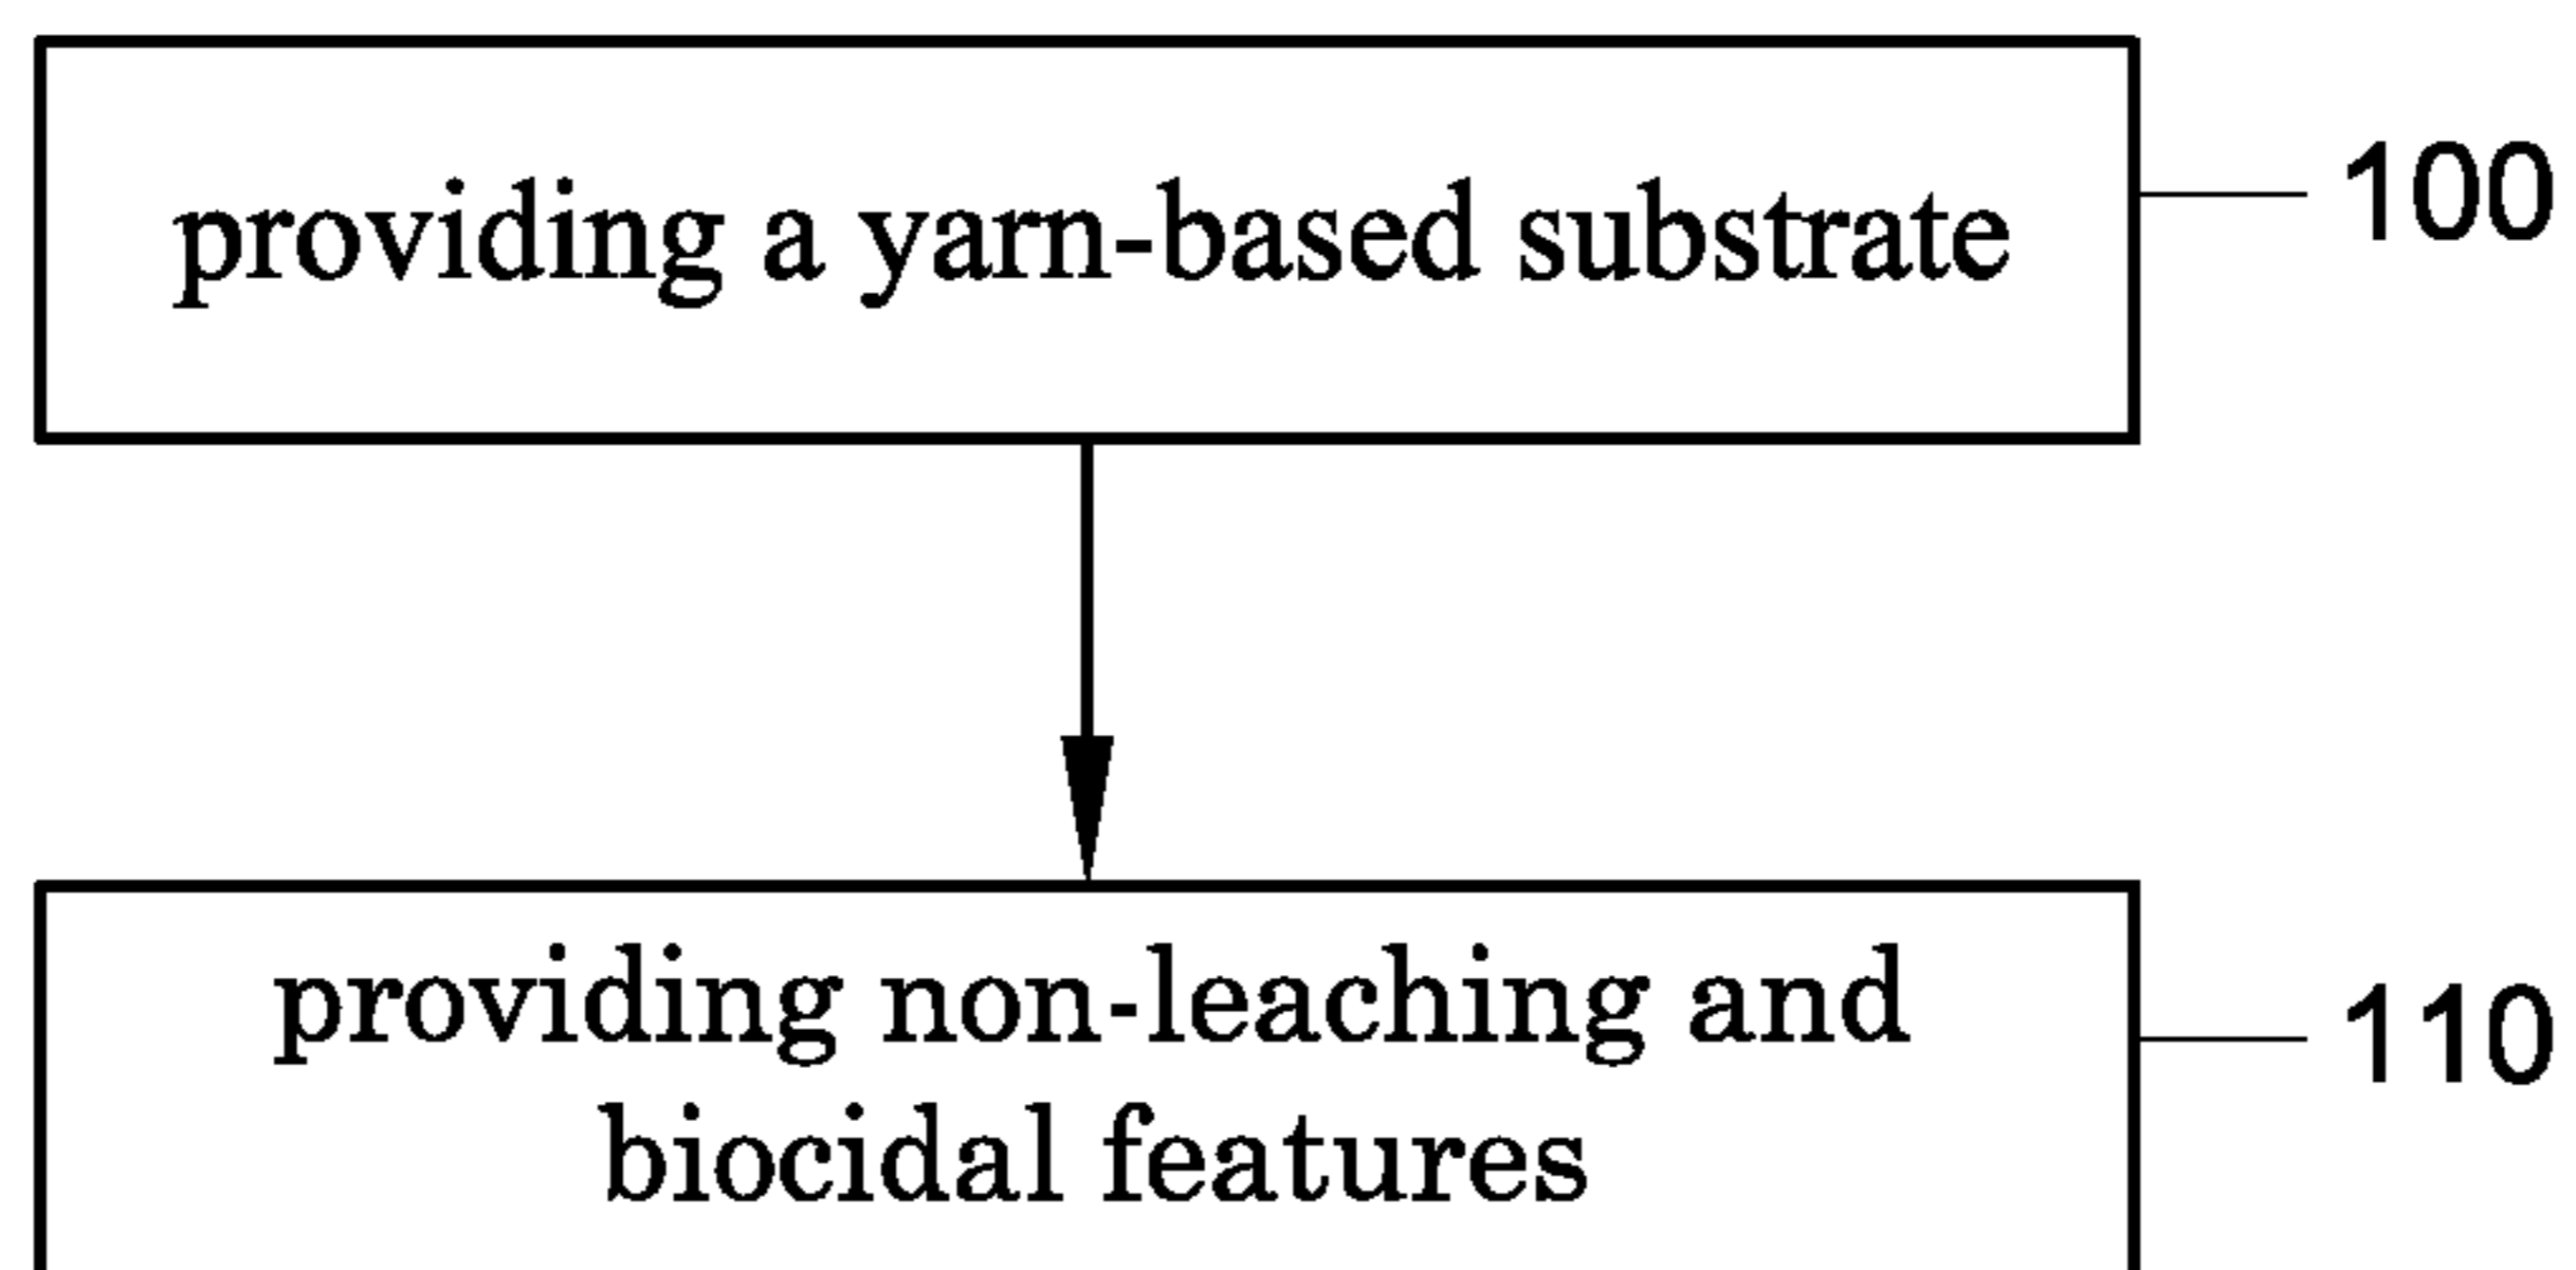 providing a yarn-based substrate
100
providing non-leaching and
110
biocidal features